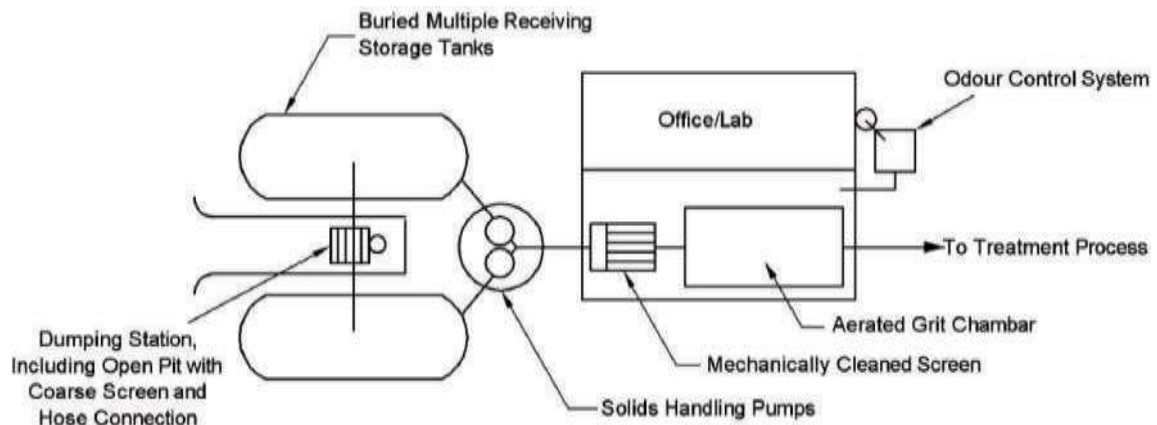 Buried Multiple Receiving
Storage Tanks
Odour Control System
Office/Lab
To Treatment Process
Aerated Grit Chambar
Mechanically Cleaned Screen
Solids Handling Pumps
Dumping Station,
Including Open Pit with
Coarse Screen and
Hose Connection